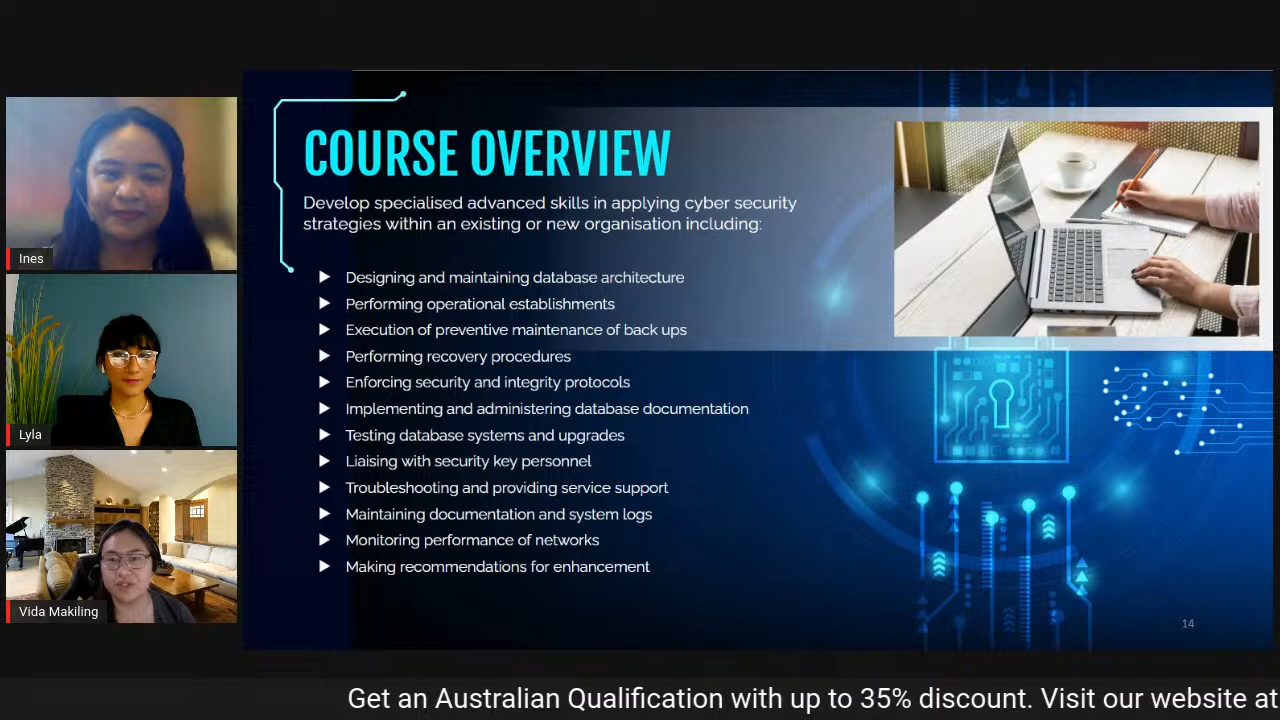 Ines
Lyla
Vida Makiling
COURSE OVERVIEW
Develop specialised advanced skills in applying cyber security
strategies within an existing or new organisation including:
Designing and maintaining database architecture
Performing operational establishments
Execution of preventive maintenance of back ups
Performing recovery procedures
Enforcing security and integrity protocols
Implementing and administering database documentation
Testing database systems and upgrades
Liaising with security key personnel
Troubleshooting and providing service support
Maintaining documentation and system logs
Monitoring performance of networks
Making recommendations for enhancement
14
Get an Australian Qualification with up to 35% discount. Visit our website at